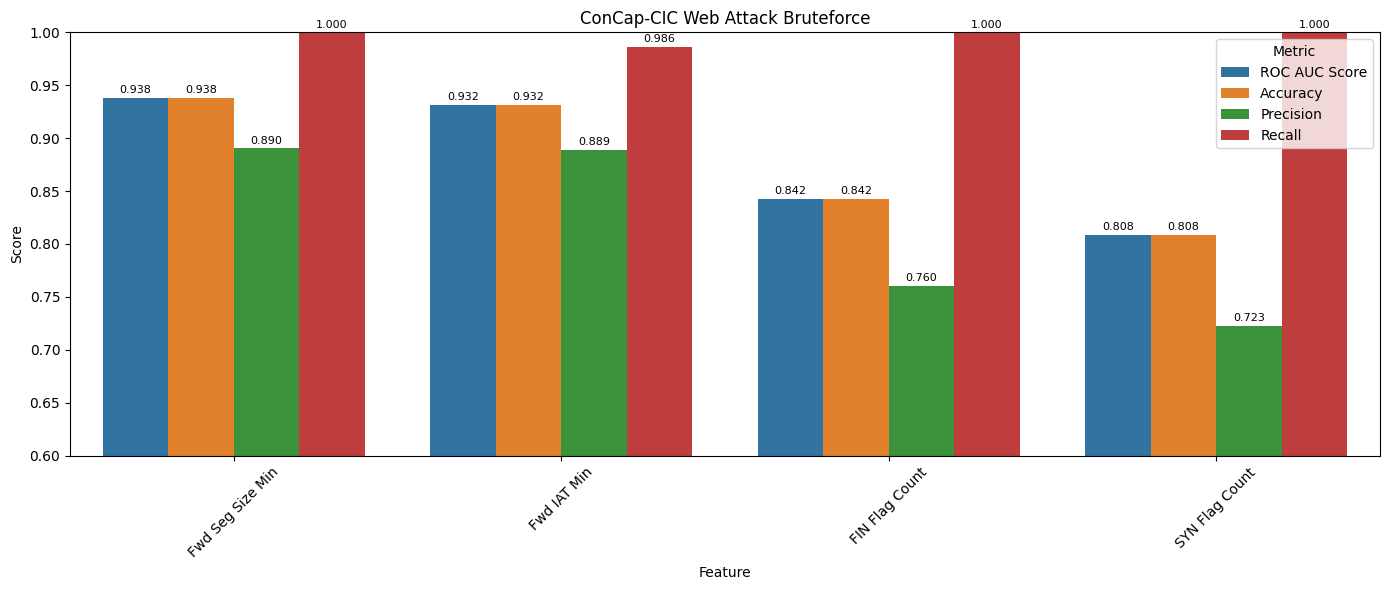 ConCap-CIC Web Attack Bruteforce
1.000
0.986
1.000
1.000
0.938 0.938 0.890
0.932 0.932 0.889
0.842 0.842 0.760
0.808 0.808 0.723
Metric
ROC AUC Score
Accuracy
Precision
Recall
Score
1.00
0.95
0.90
0.85
0.80
0.75
0.70
0.65
0.60
Fwd Seg Size Min
Fwd IAT Min
FIN Flag Count
SYN Flag Count
Feature